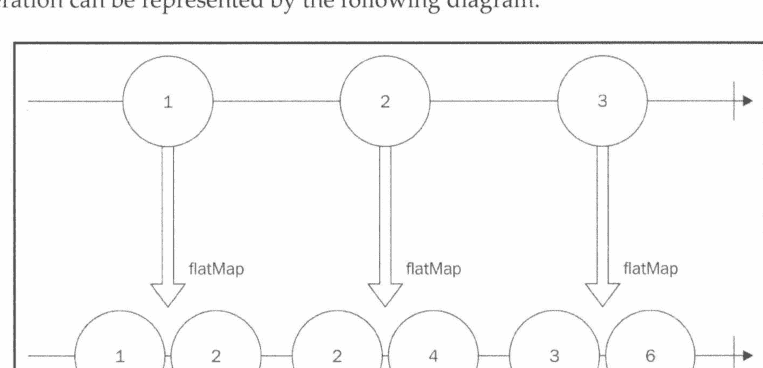 eration can be represented by the following diagram:
1 2 3
flatMap flatMap flatMap
1 2 2 4 3 6